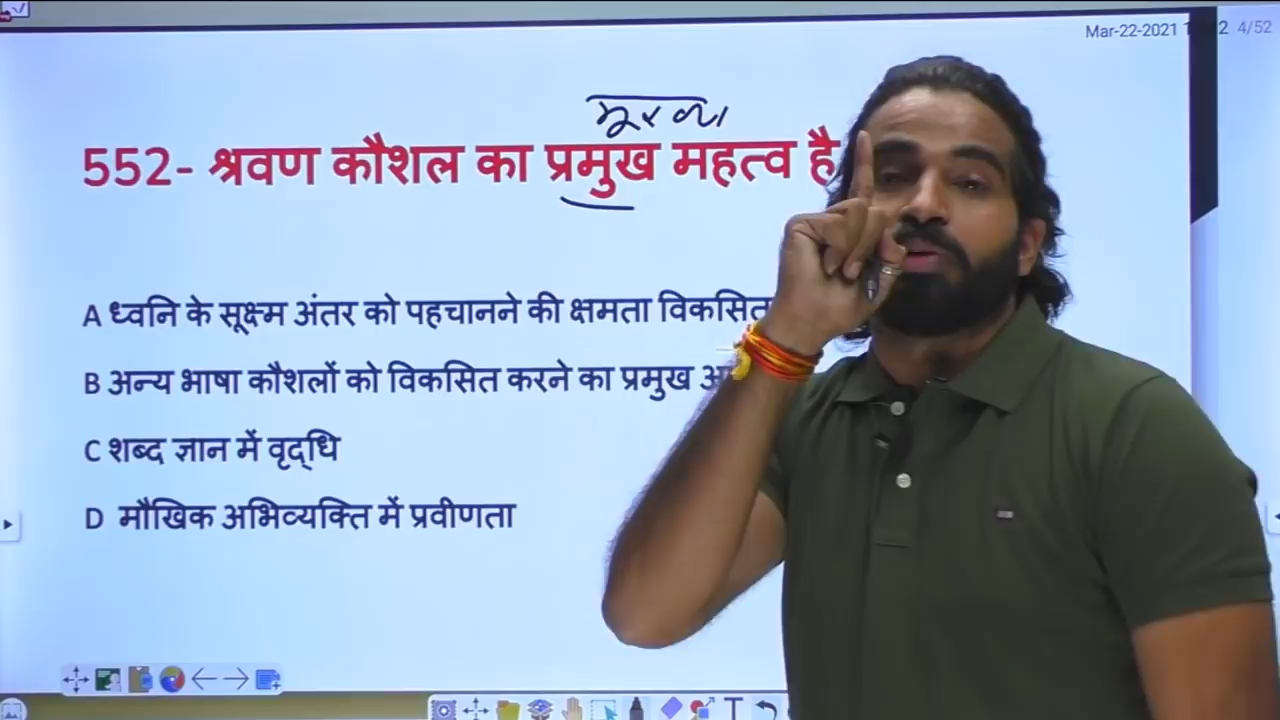 Mar-22-2021 4/52
552- श्रवण कौशल का प्रमुख महत्व है
A ध्वनि के सूक्ष्म अंतर को पहचानने की क्षमता विकसित
B अन्य भाषा कौशलों को विकसित करने का प्रमुख
C शब्द ज्ञान में वृद्धि
D मौखिक अभिव्यक्ति में प्रवीणता